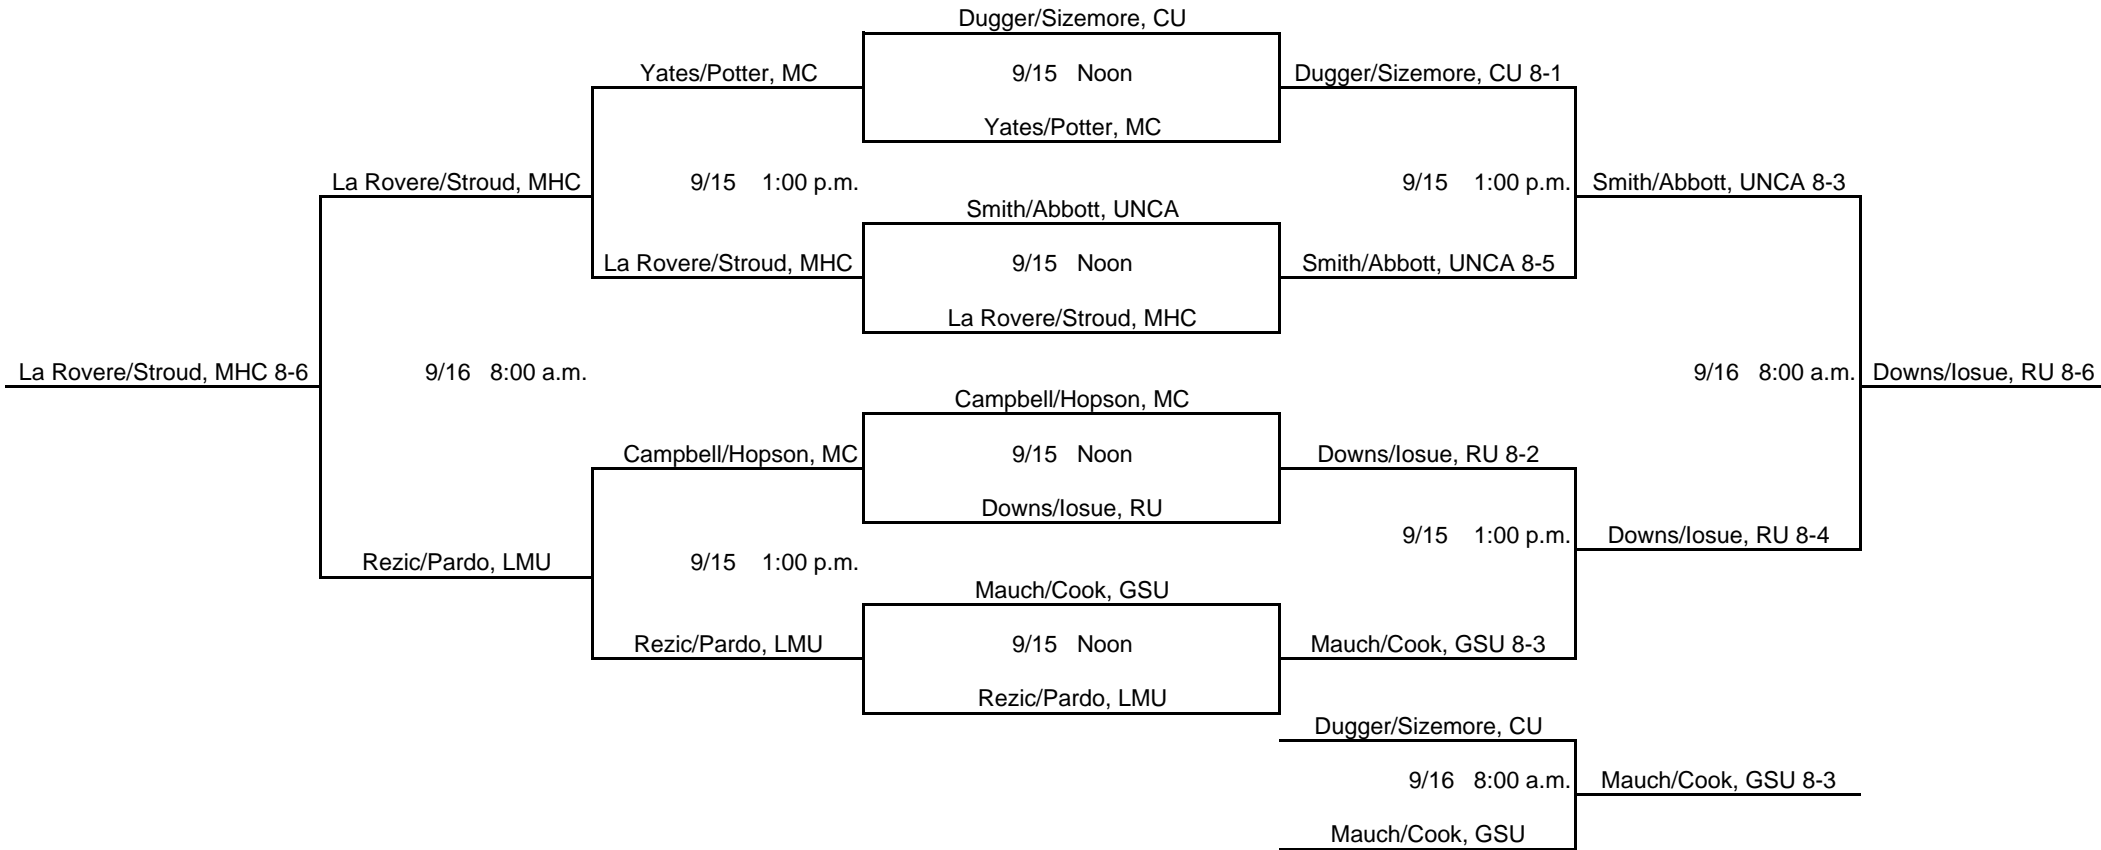 Dugger/Sizemore, CU
Yates/Potter, MC 9/15 Noon Dugger/Sizemore, CU 8-1
Yates/Potter, MC
La Rovere/Stroud, MHC 9/15 1:00 p.m. 9/15 1:00 p.m. Smith/Abbott, UNCA 8-3
Smith/Abbott, UNCA
La Rovere/Stroud, MHC 9/15 Noon Smith/Abbott, UNCA 8-5
La Rovere/Stroud, MHC
La Rovere/Stroud, MHC 8-6 9/16 8:00 a.m. 9/16 8:00 a.m. Downs/Iosue, RU 8-6
Campbell/Hopson, MC
Campbell/Hopson, MC 9/15 Noon Downs/Iosue, RU 8-2
Downs/Iosue, RU
9/15 1:00 p.m. Downs/Iosue, RU 8-4
Rezic/Pardo, LMU 9/15 1:00 p.m.
Mauch/Cook, GSU
Rezic/Pardo, LMU 9/15 Noon Mauch/Cook, GSU 8-3
Rezic/Pardo, LMU
Dugger/Sizemore, CU
9/16 8:00 a.m. Mauch/Cook, GSU 8-3
Mauch/Cook, GSU